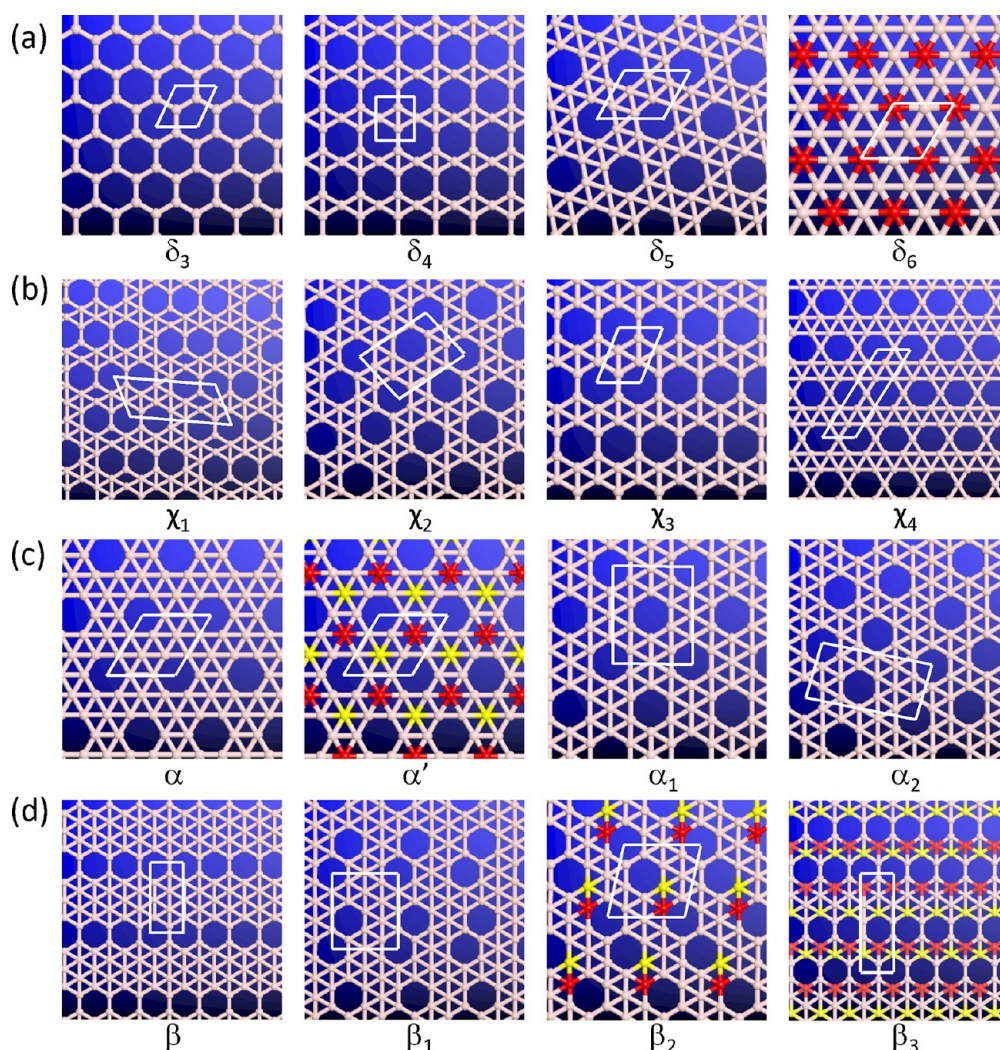 (a)
δ₃ δ₄ δ₅ δ₆
(b)
χ₁ χ₂ χ₃ χ₄
(c)
α α’ α₁ α₂
(d)
β β₁ β₂ β₃